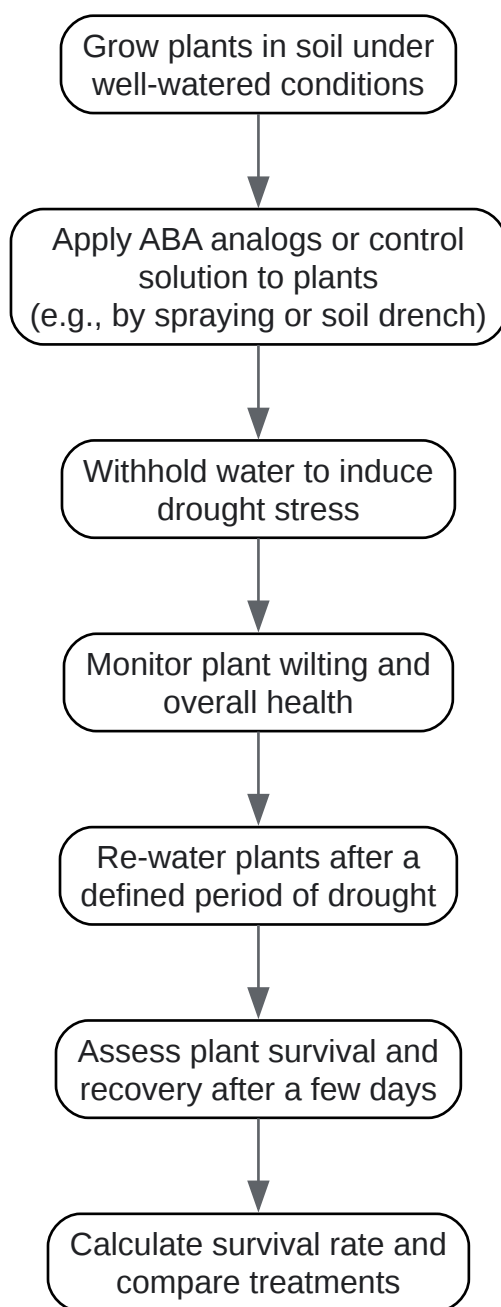 Grow plants in soil under
well-watered conditions
Apply ABA analogs or control
solution to plants
(e.g., by spraying or soil drench)
Withhold water to induce
drought stress
Monitor plant wilting and
overall health
Re-water plants after a
defined period of drought
Assess plant survival and
recovery after a few days
Calculate survival rate and
compare treatments